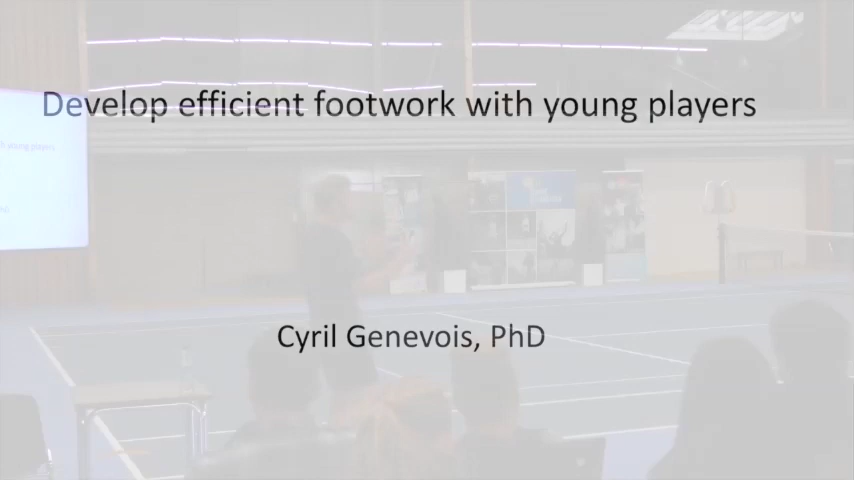 Develop efficient footwork with young players
Cyril Genevois, PhD